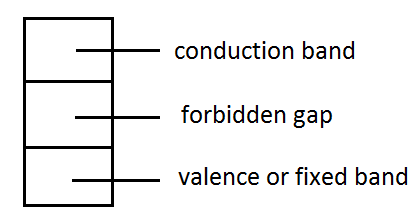 conduction band
forbidden gap
valence or fixed band